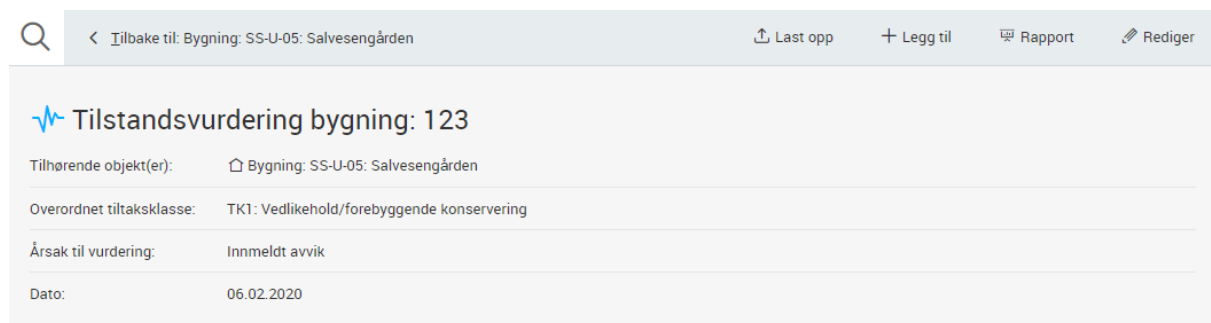 Tilbake til: Bygning: SS-U-05: Salvesengården Last opp Legg til Rapport Rediger
Tilstandsvurdering bygning: 123
Tilhørende objekt(er): Bygning: SS-U-05: Salvesengården
Overordnet tiltaksklasse: TK1: Vedlikehold/forebyggende konservering
Årsak til vurdering: Innmeldt avvik
Dato: 06.02.2020